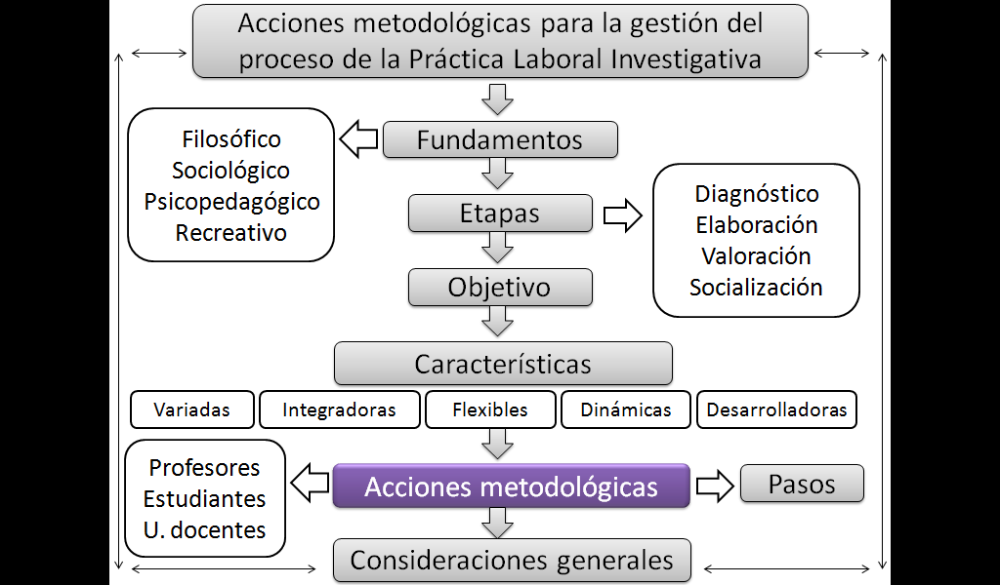 Acciones metodológicas para la gestión del
proceso de la Práctica Laboral Investigativa
Fundamentos
Filosófico
Sociológico
Psicopedagógico
Recreativo
Etapas
Diagnóstico
Elaboración
Valoración
Socialización
Objetivo
Características
Variadas
Integradoras
Flexibles
Dinámicas
Desarrolladoras
Acciones metodológicas
Profesores
Estudiantes
U. docentes
Pasos
Consideraciones generales